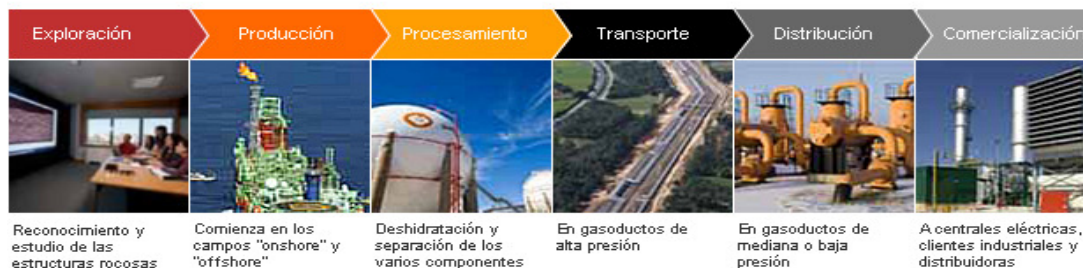 Exploración
Producción
Procesamiento
Transporte
Distribución
Comercialización
Reconocimiento y
estudio de las
estructuras rocosas
Comienza en los
campos "onshore" y
"offshore"
Deshidratación y
separación de los
varios componentes
En gasoductos de
alta presión
En gasoductos de
mediana o baja
presión
A centrales eléctricas,
clientes industriales y
distribuidoras